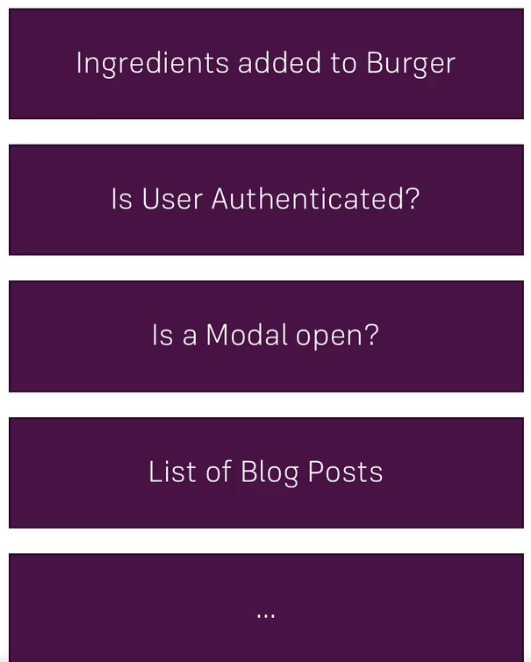 Ingredients added to Burger
Is User Authenticated?
Is a Modal open?
List of Blog Posts
...